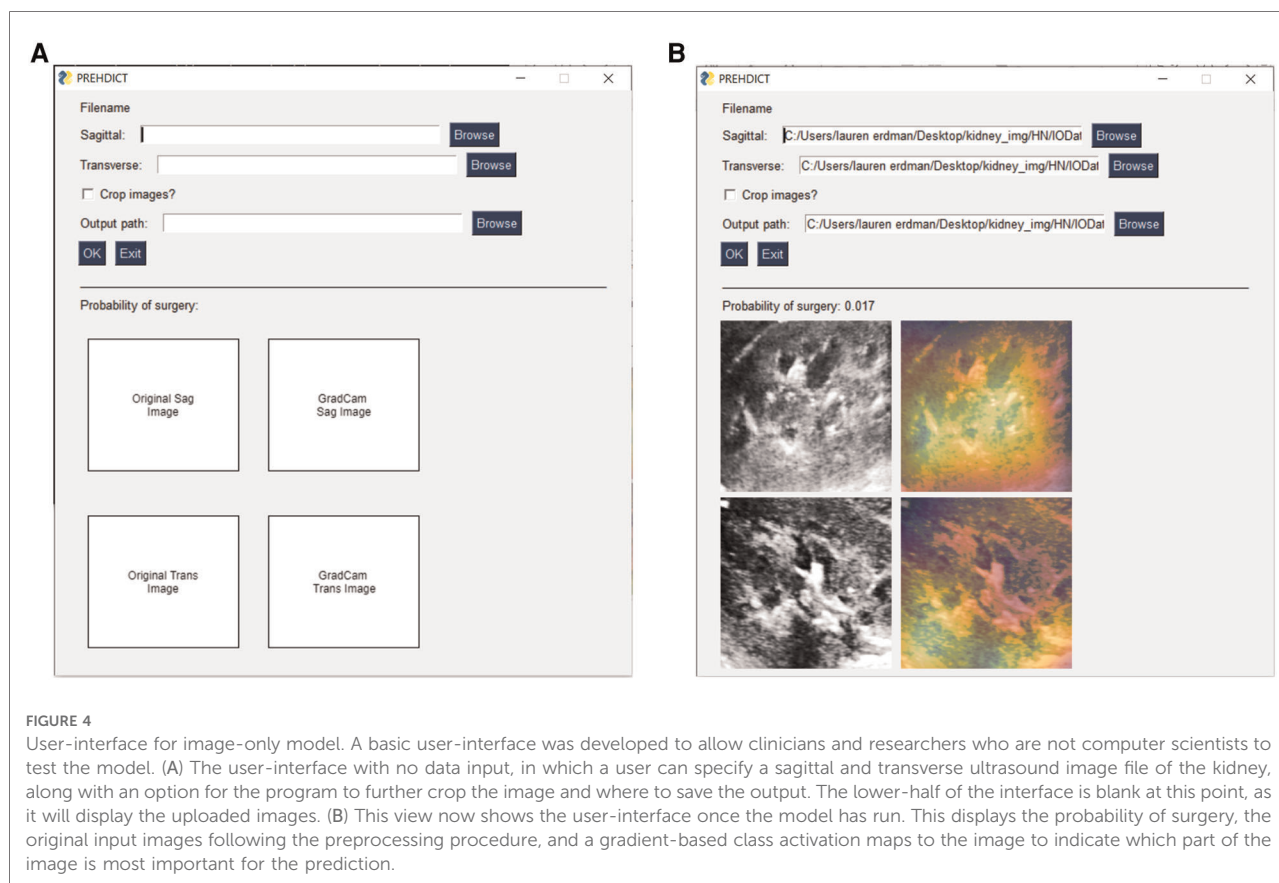 A
PREHDICT
Filename
Sagittal:
Browse
Transverse:
Browse
Crop images?
Output path:
Browse
OK Exit
Probability of surgery:
Original Sag
Image
GradCam
Sag Image
Original Trans
Image
GradCam
Trans Image
B
PREHDICT
Filename
Sagittal: C:/Users/lauren erdman/Desktop/kidney_img/HN/IODat Browse
Transverse: C:/Users/lauren erdman/Desktop/kidney_img/HN/IODat Browse
Crop images?
Output path: C:/Users/lauren erdman/Desktop/kidney_img/HN/IODat Browse
OK Exit
Probability of surgery: 0.017
FIGURE 4
User-interface for image-only model. A basic user-interface was developed to allow clinicians and researchers who are not computer scientists to
test the model. (A) The user-interface with no data input, in which a user can specify a sagittal and transverse ultrasound image file of the kidney,
along with an option for the program to further crop the image and where to save the output. The lower-half of the interface is blank at this point, as
it will display the uploaded images. (B) This view now shows the user-interface once the model has run. This displays the probability of surgery, the
original input images following the preprocessing procedure, and a gradient-based class activation maps to the image to indicate which part of the
image is most important for the prediction.